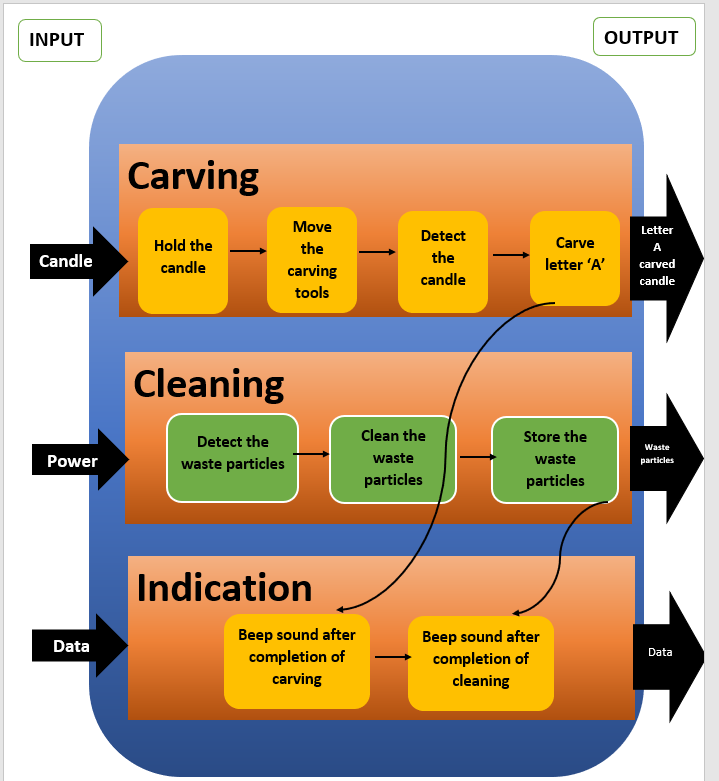 INPUT
OUTPUT
Carving
Candle
Hold the
candle
Move
the
carving
tools
Detect
the
candle
Carve
letter ‘A’
Letter
A
carved
candle
Cleaning
Power
Detect the
waste particles
Clean the
waste
particles
Store the
waste
particles
Waste
particles
Indication
Data
Beep sound after
completion of
carving
Beep sound after
completion of
cleaning
Data